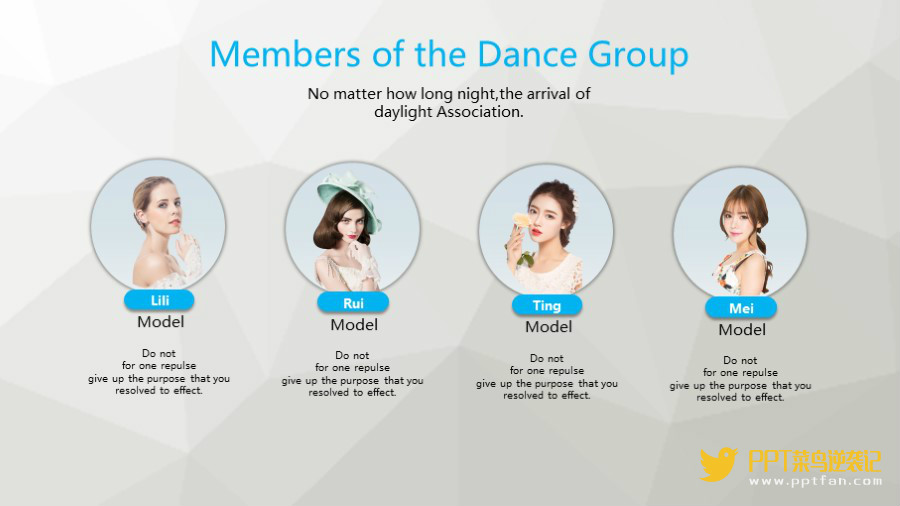 Members of the Dance Group
No matter how long night,the arrival of
daylight Association.
Lili
Model
Do not
for one repulse
give up the purpose that you
resolved to effect.
Rui
Model
Do not
for one repulse
give up the purpose that you
resolved to effect.
Ting
Model
Do not
for one repulse
give up the purpose that you
resolved to effect.
Mei
Model
Do not
for one repulse
give up the purpose that you
resolved to effect.
PPT菜鸟逆袭记
www.pptfan.com